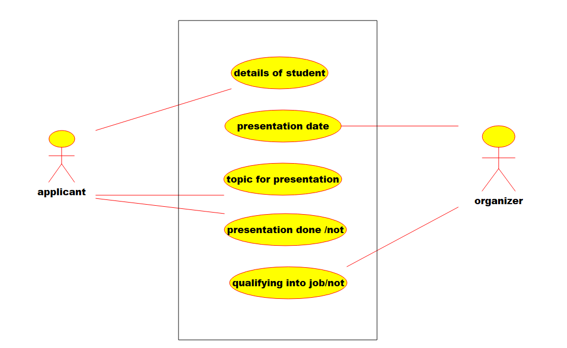 details of student
presentation date
topic for presentation
applicant
organizer
presentation done /not
qualifying into job/not